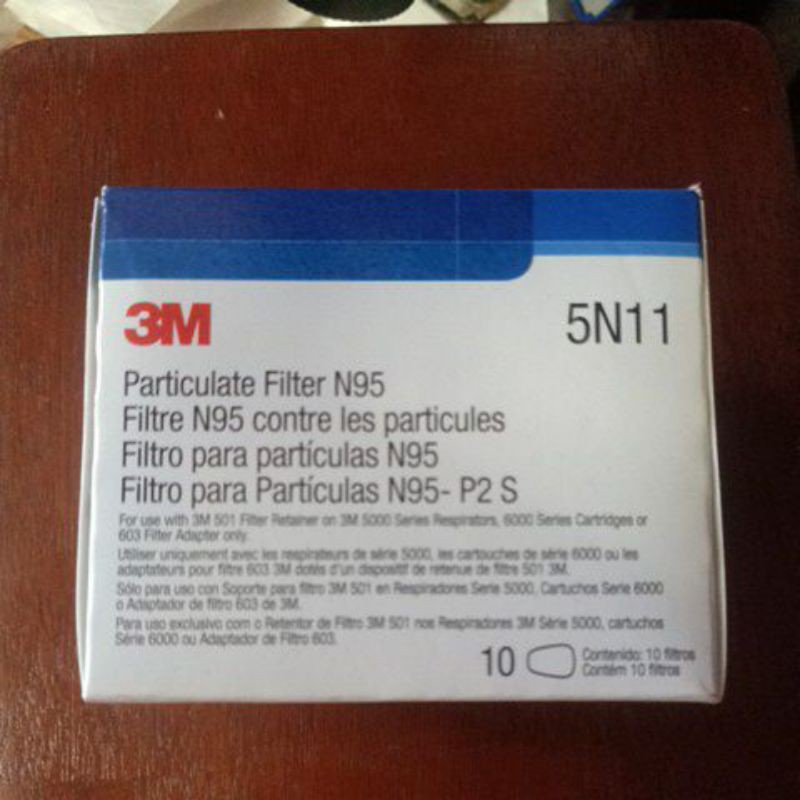 3M
5N11
Particulate Filter N95
Filtre N95 contre les particules
Filtro para partículas N95
Filtro para Partículas N95- P2 S
For use with 3M 501 Filter Retainer on 3M 5000 Series Respirators, 6000 Series Cartridges or
603 Filter Adapter only.
Utiliser uniquement avec les respirateurs de série 5000, les cartouches de série 6000 ou les
adaptateurs pour filtre 603 3M dotés d'un dispositif de retenue de filtre 501 3M.
Sólo para uso con Soporte para filtro 3M 501 en Respiradores Serie 5000, Cartuchos Serie 6000
o Adaptador de filtro 603 de 3M.
Para uso exclusivo com o Retentor de Filtro 3M 501 nos Respiradores 3M Série 5000, cartuchos
Série 6000 ou Adaptador de Filtro 603.
10
Contenido: 10 filtros
Contém 10 filtros